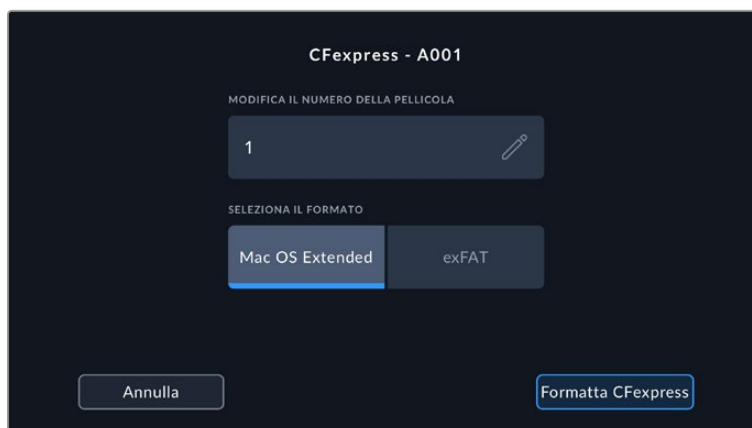 CFexpress - A001
MODIFICA IL NUMERO DELLA PELLICOLA
1
SELEZIONA IL FORMATO
Mac OS Extended exFAT
Annulla Formatta CFexpress